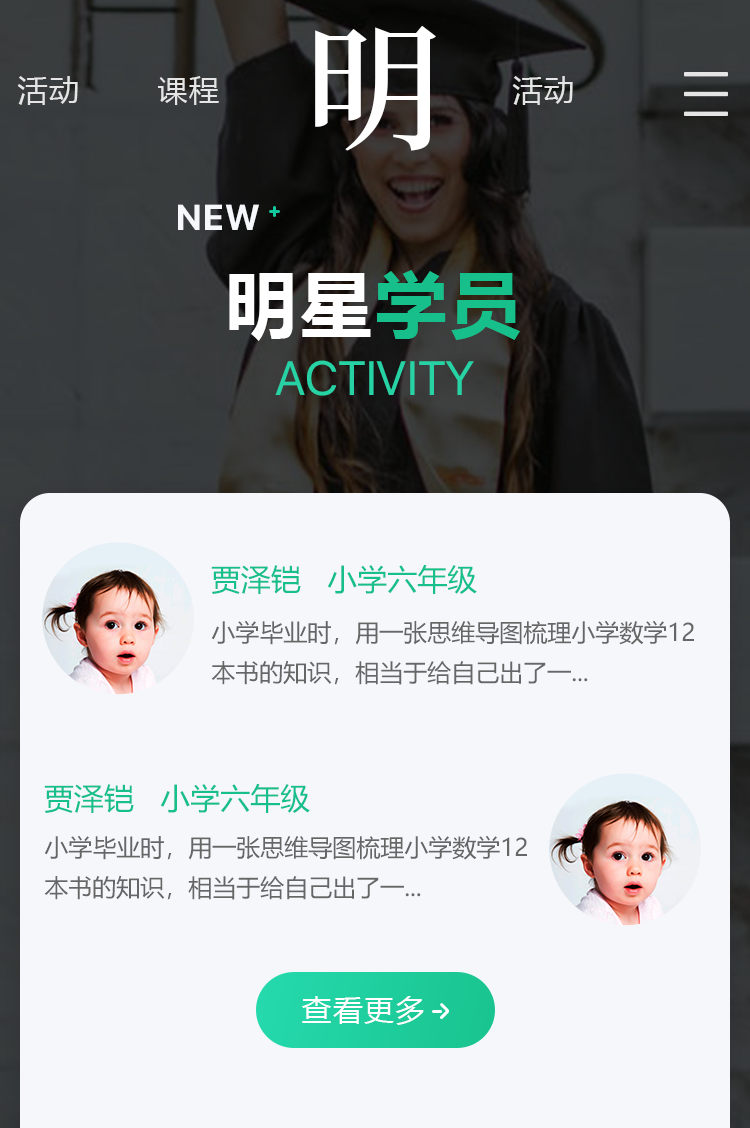 活动 课程 明 活动
NEW +
明星学员
ACTIVITY
贾泽铠 小学六年级
小学毕业时，用一张思维导图梳理小学数学12
本书的知识，相当于给自己出了一...
贾泽铠 小学六年级
小学毕业时，用一张思维导图梳理小学数学12
本书的知识，相当于给自己出了一...
查看更多→